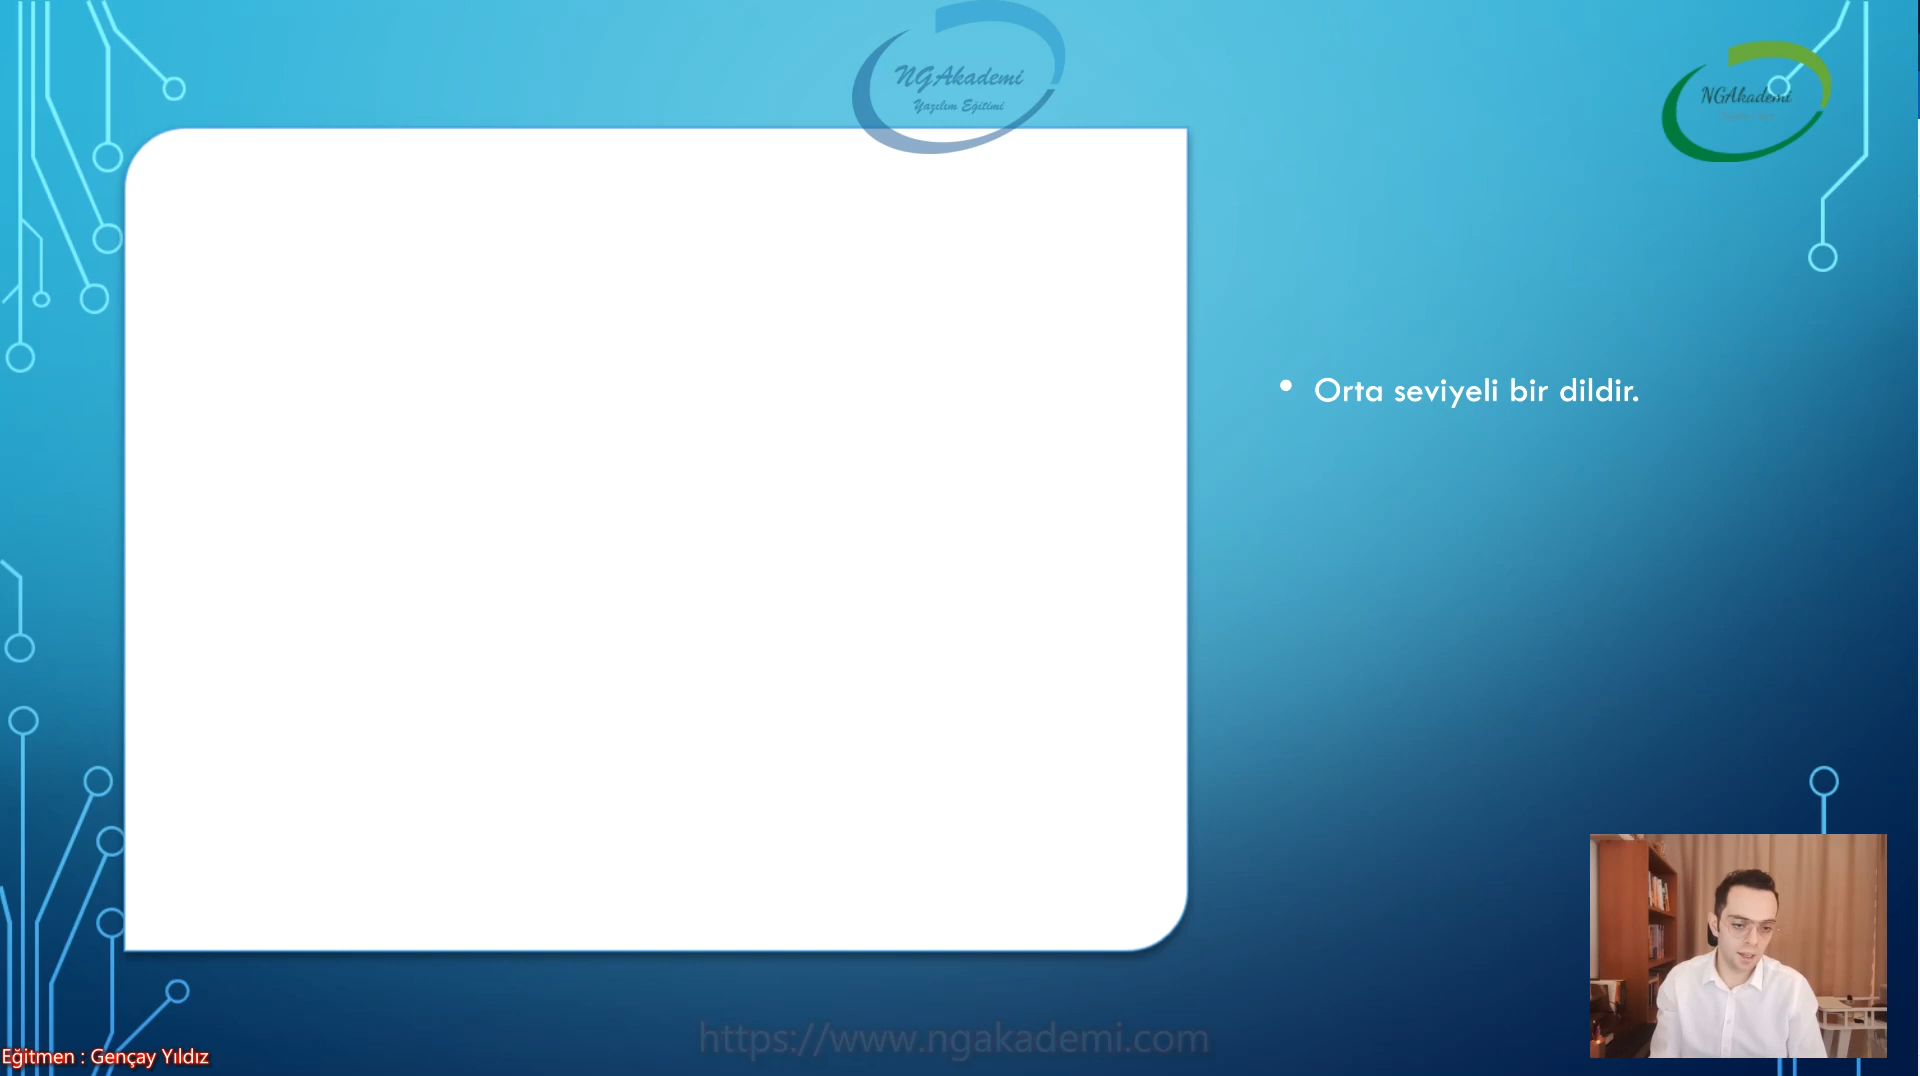 NGAkademi
Yazılım Eğitimi
NGAkademi
• Orta seviyeli bir dildir.
https://www.ngakademi.com
Eğitmen : Gençay Yıldız